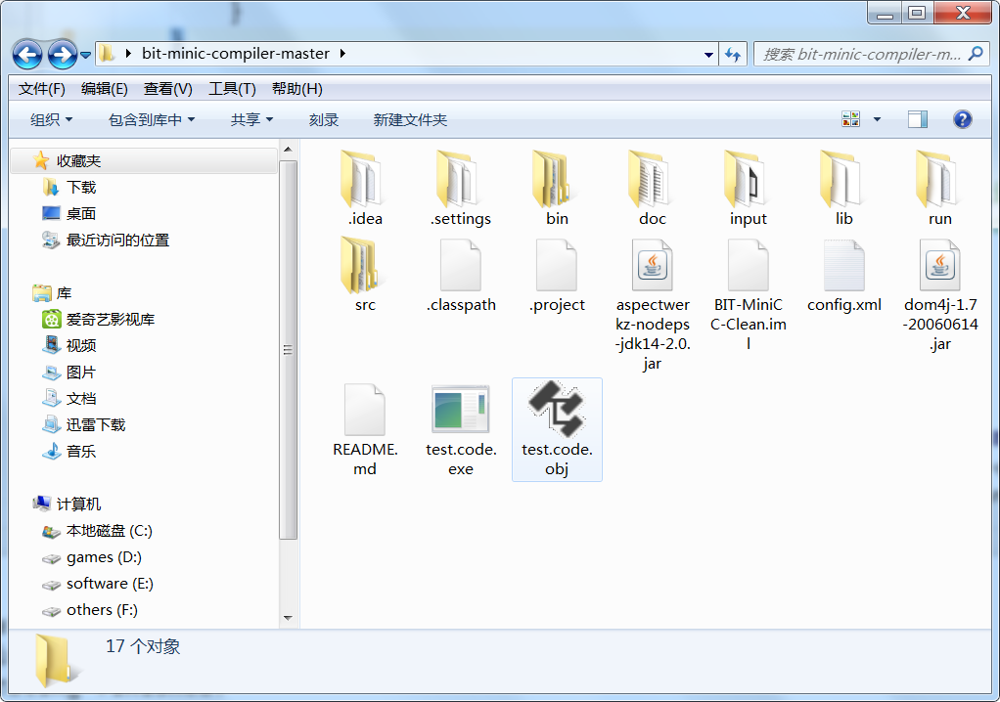 bit-minic-compiler-master
搜索 bit-minic-compiler-m...
文件(F) 编辑(E) 查看(V) 工具(T) 帮助(H)
组织 包含到库中 共享 刻录 新建文件夹
收藏夹
下载
桌面
最近访问的位置
库
爱奇艺影视库
视频
图片
文档
迅雷下载
音乐
计算机
本地磁盘 (C:)
games (D:)
software (E:)
others (F:)
.idea
.settings
bin
doc
input
lib
run
src
.classpath
.project
aspectwer
kz-nodeps
-jdk14-2.0.
jar
BIT-MiniC
C-Clean.im
l
config.xml
dom4j-1.7
-20060614
.jar
README.
md
test.code.
exe
test.code.
obj
17 个对象